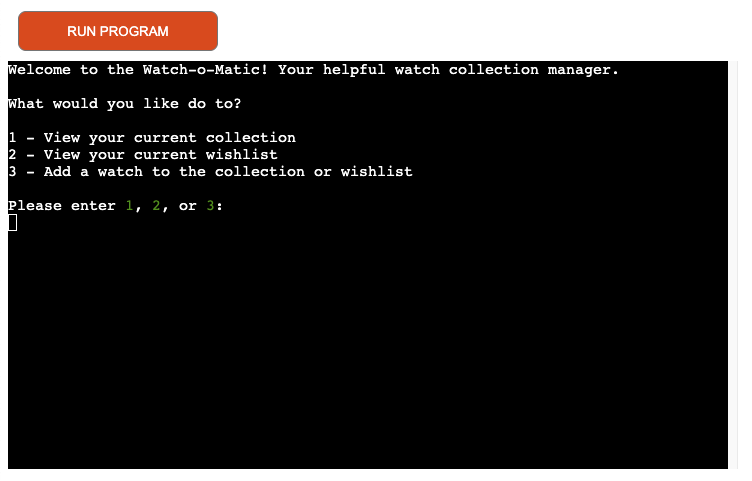 RUN PROGRAM
Welcome to the Watch-o-Matic! Your helpful watch collection manager.
What would you like do to?
1 - View your current collection
2 - View your current wishlist
3 - Add a watch to the collection or wishlist
Please enter 1, 2, or 3: